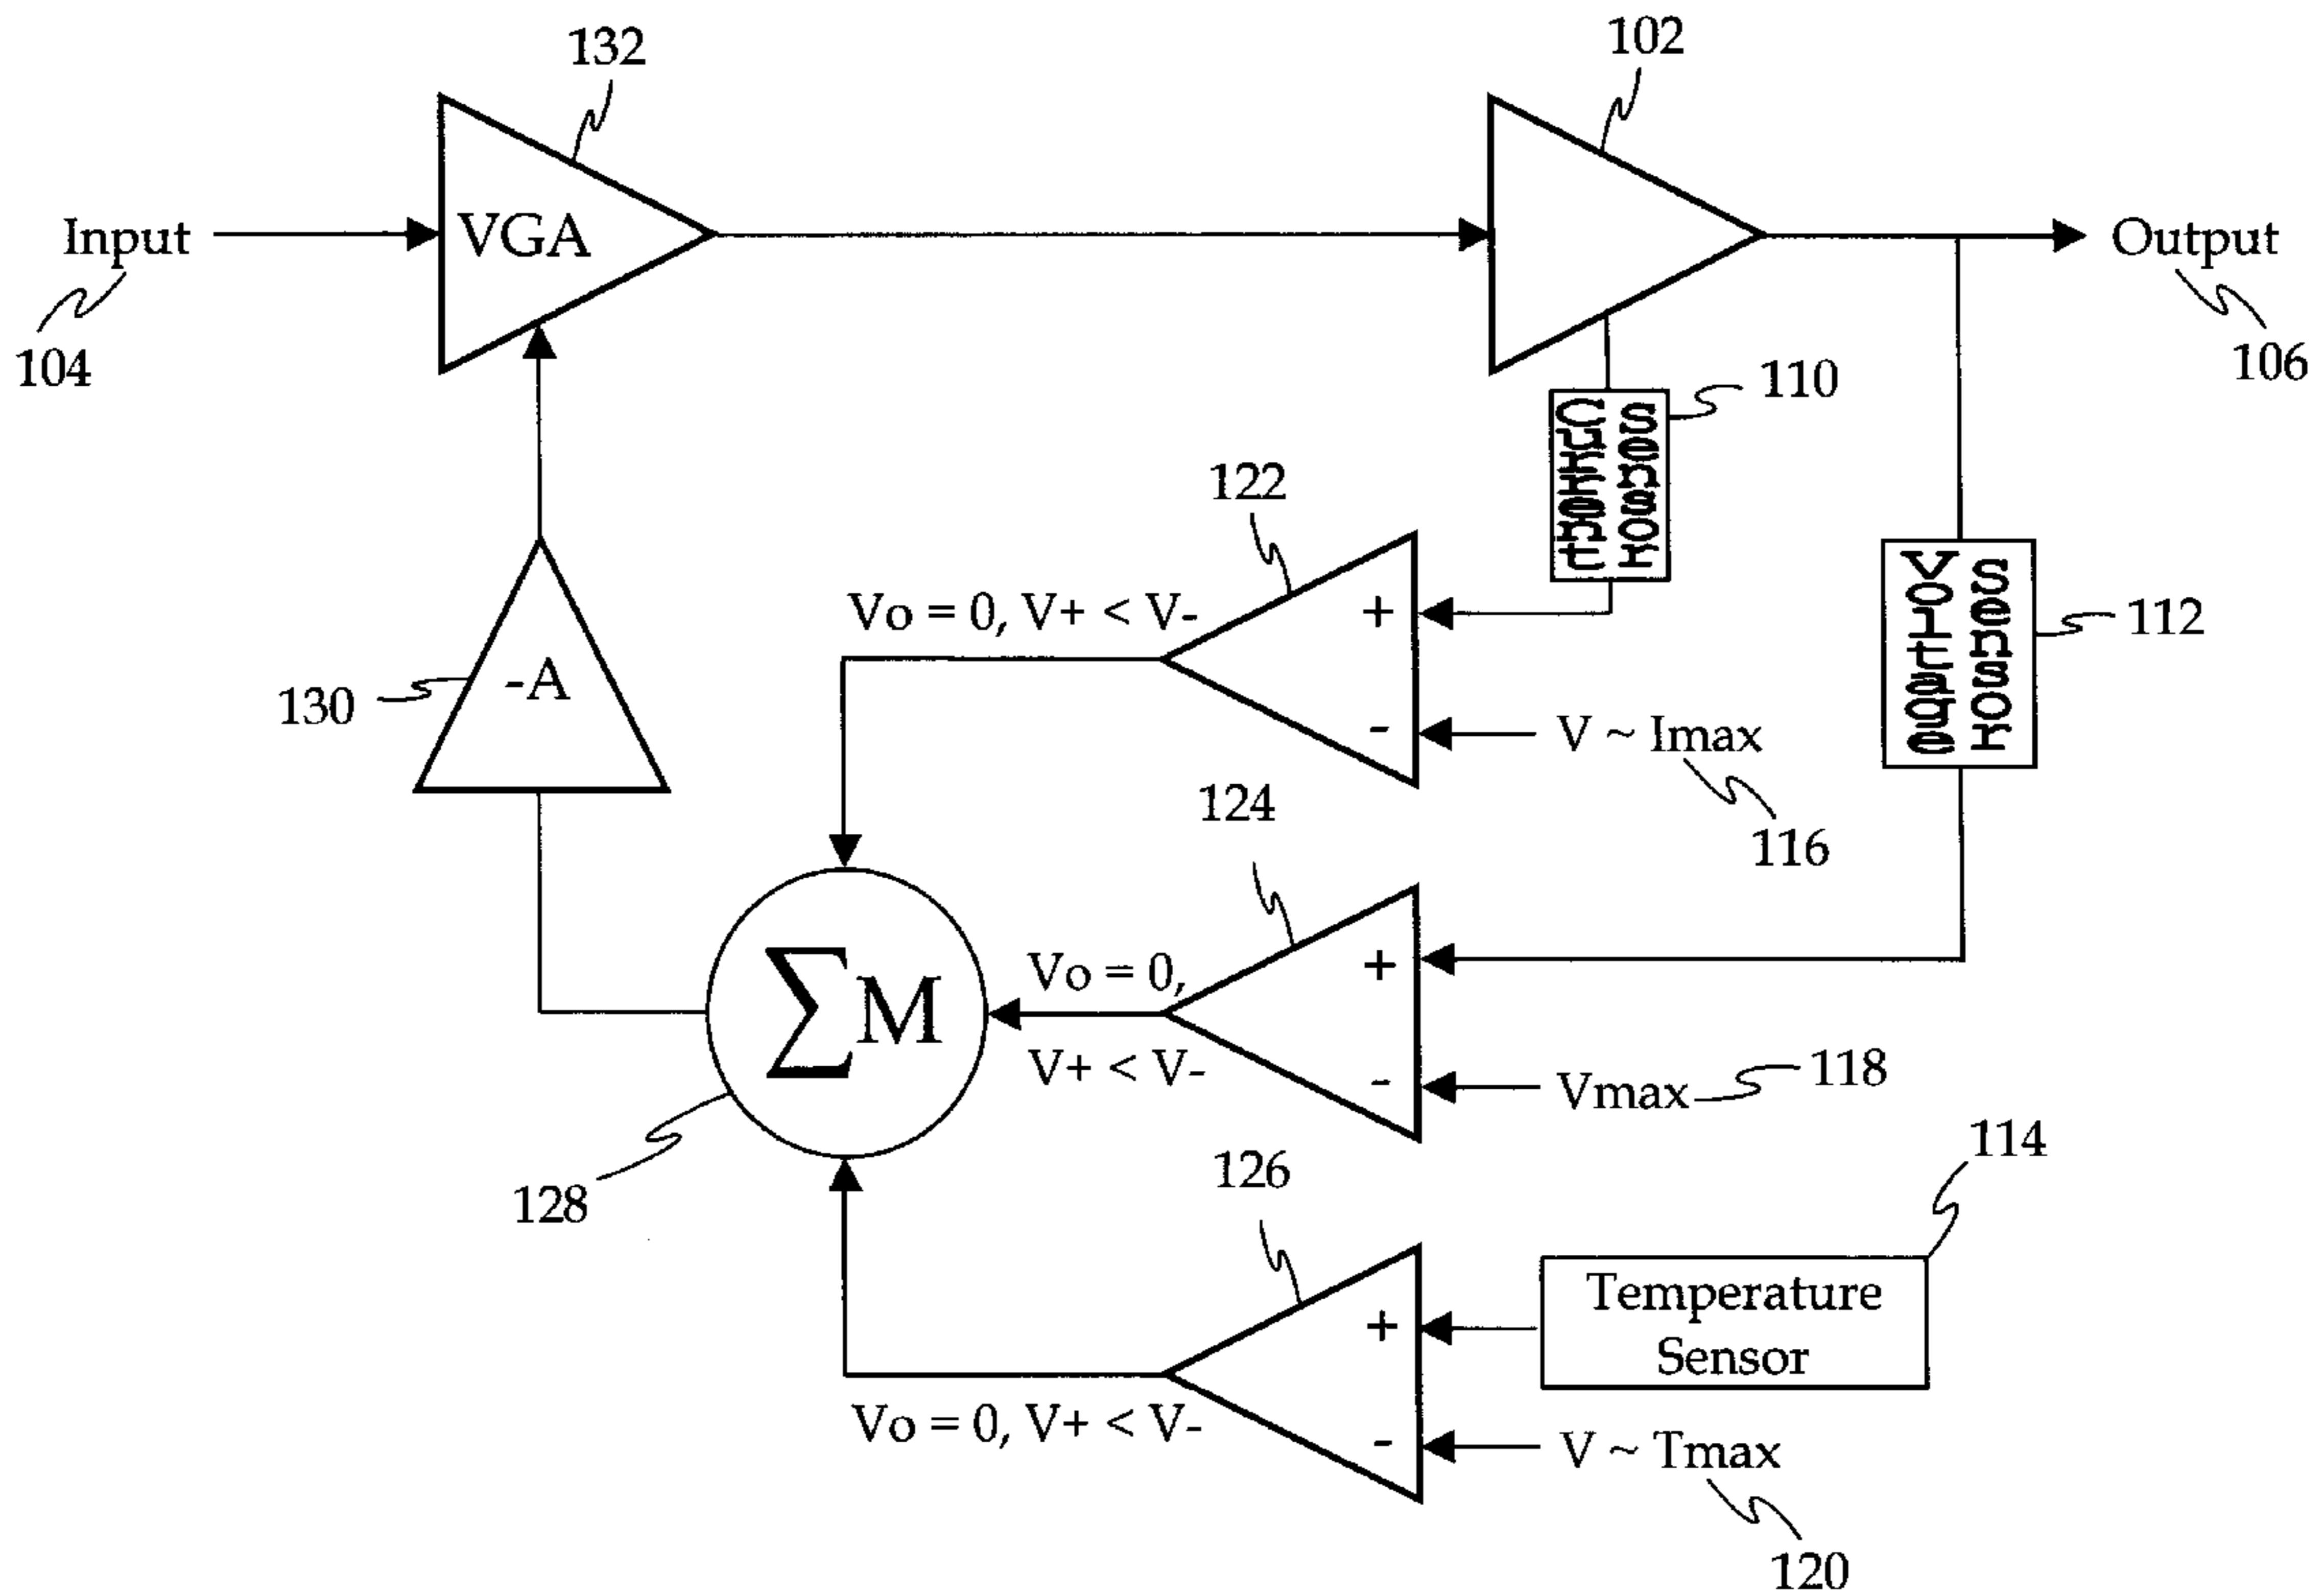 132
102
Input
VGA
Output
104
106
110
Current
Sensor
122
Vo = 0, V+ < V-
+
-
V ~ Imax
116
Voltage
Sensor
112
130
-A
124
Vo = 0,
V+ < V-
+
-
Vmax
118
ΣM
128
114
126
Temperature
Sensor
+
-
Vo = 0, V+ < V-
V ~ Tmax
120